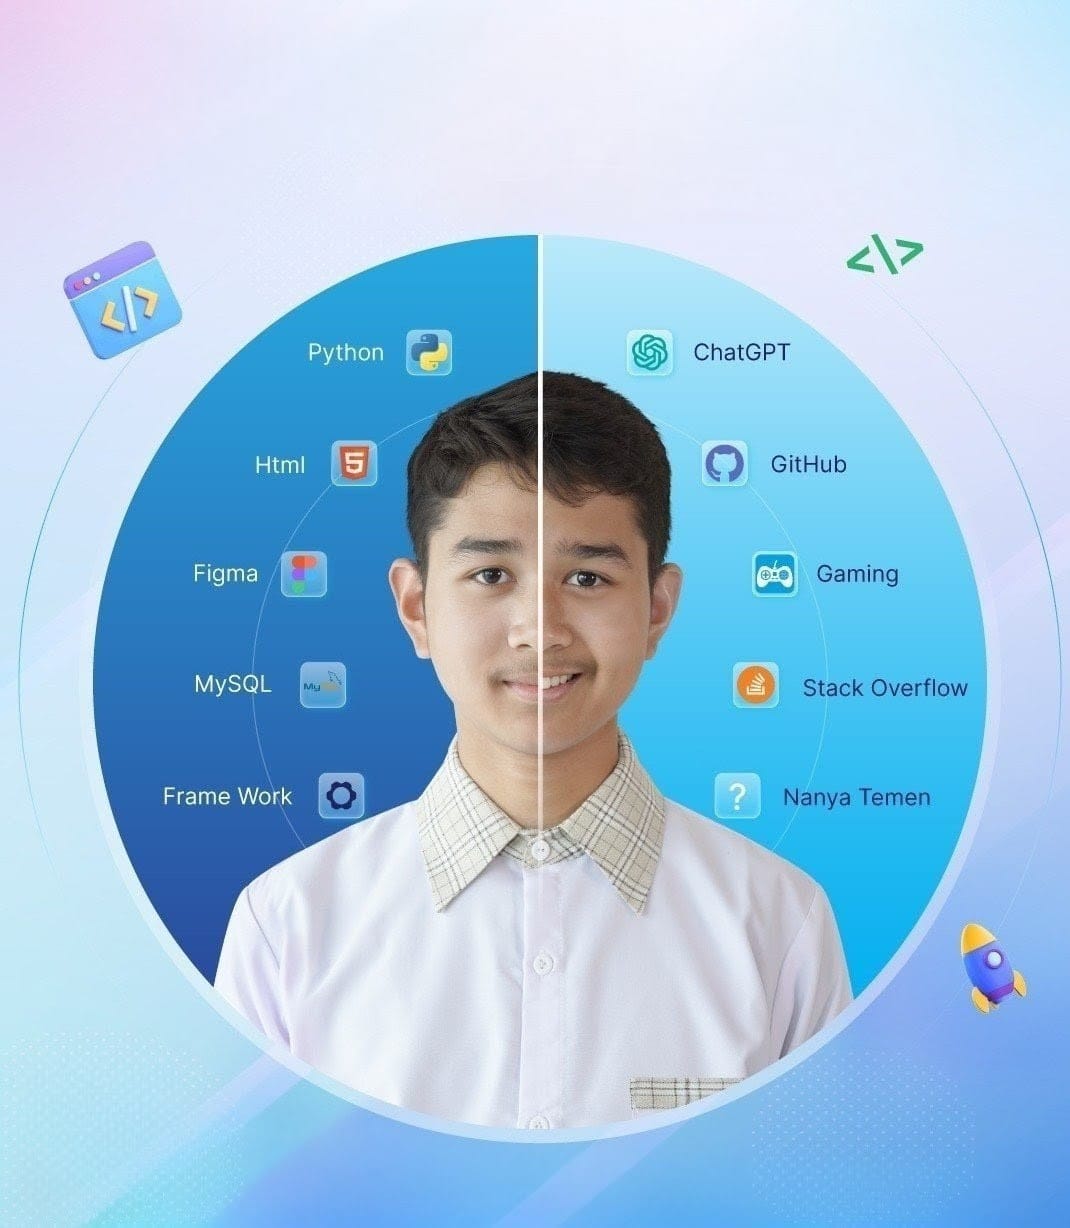 Python
Html
Figma
MySQL
Frame Work
ChatGPT
GitHub
Gaming
Stack Overflow
?
Nanya Temen